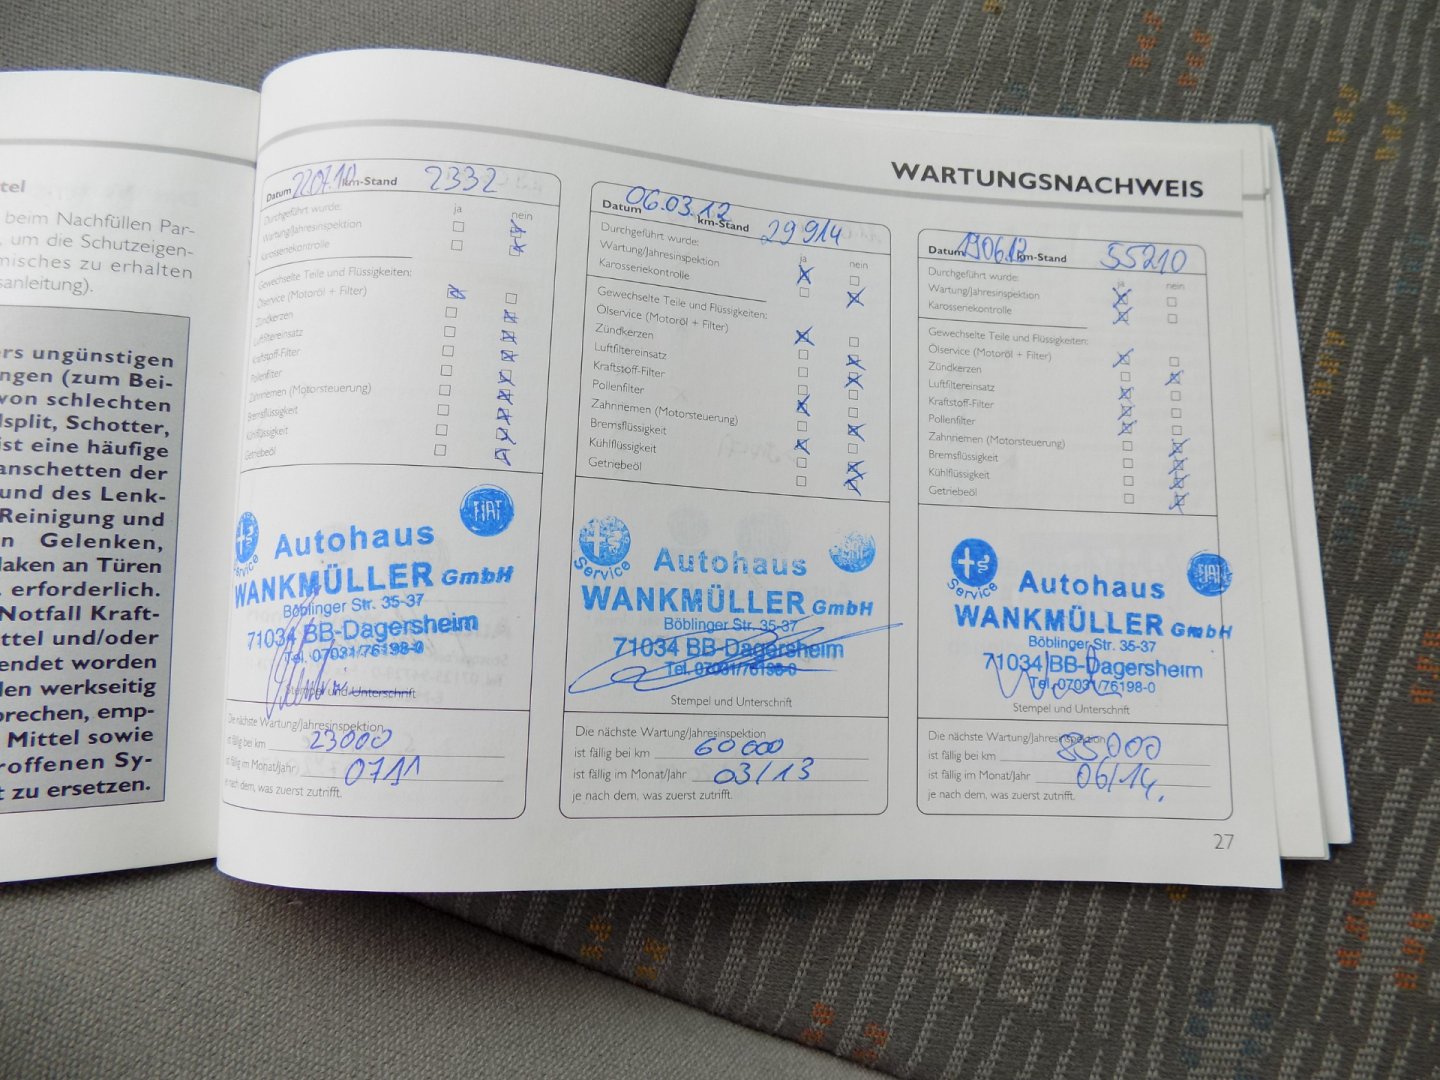 tel
beim Nachfüllen Par-
, um die Schutzeigen-
misches zu erhalten
sanleitung).
ers ungünstigen
ngen (zum Bei-
von schlechten
lsplit, Schotter,
ist eine häufige
anschetten der
und des Lenk-
Reinigung und
n Gelenken,
laken an Türen
. erforderlich.
Notfall Kraft-
ttel und/oder
endet worden
len werkseitig
prechen, emp-
Mittel sowie
roffenen Sy-
t zu ersetzen.
WARTUNGSNACHWEIS
Datum 22.07.10 km-Stand 2332
Durchgeführt wurde: ja nein
Wartung/Jahresinspektion
Karosseriekontrolle
Gewechselte Teile und Flüssigkeiten:
Ölservice (Motoröl + Filter)
Zündkerzen
Luftfiltereinsatz
Kraftstoff-Filter
Pollenfilter
Zahnriemen (Motorsteuerung)
Bremsflüssigkeit
Kühlflüssigkeit
Getriebeöl
FIAT
Service
Autohaus
WANKMÜLLER GmbH
Böblinger Str. 35-37
71034 BB-Dagersheim
Tel. 07031/76198-0
Stempel und Unterschrift
Die nächste Wartung/Jahresinspektion
ist fällig bei km 23000
ist fällig im Monat/Jahr 07 11
je nach dem, was zuerst zutrifft.
Datum 06.03.12 km-Stand 29914
Durchgeführt wurde: ja nein
Wartung/Jahresinspektion
Karosseriekontrolle
Gewechselte Teile und Flüssigkeiten:
Ölservice (Motoröl + Filter)
Zündkerzen
Luftfiltereinsatz
Kraftstoff-Filter
Pollenfilter
Zahnriemen (Motorsteuerung)
Bremsflüssigkeit
Kühlflüssigkeit
Getriebeöl
Service
Autohaus
WANKMÜLLER GmbH
Böblinger Str. 35-37
71034 BB-Dagersheim
Tel. 07031/76198-0
Stempel und Unterschrift
Die nächste Wartung/Jahresinspektion
ist fällig bei km 60000
ist fällig im Monat/Jahr 03/13
je nach dem, was zuerst zutrifft.
Datum 19.06.12 km-Stand 55210
Durchgeführt wurde: ja nein
Wartung/Jahresinspektion
Karosseriekontrolle
Gewechselte Teile und Flüssigkeiten:
Ölservice (Motoröl + Filter)
Zündkerzen
Luftfiltereinsatz
Kraftstoff-Filter
Pollenfilter
Zahnriemen (Motorsteuerung)
Bremsflüssigkeit
Kühlflüssigkeit
Getriebeöl
FIAT
Service
Autohaus
WANKMÜLLER GmbH
Böblinger Str. 35-37
71034 BB-Dagersheim
Tel. 07031/76198-0
Stempel und Unterschrift
Die nächste Wartung/Jahresinspektion
ist fällig bei km 85000
ist fällig im Monat/Jahr 06/14.
je nach dem, was zuerst zutrifft.
27